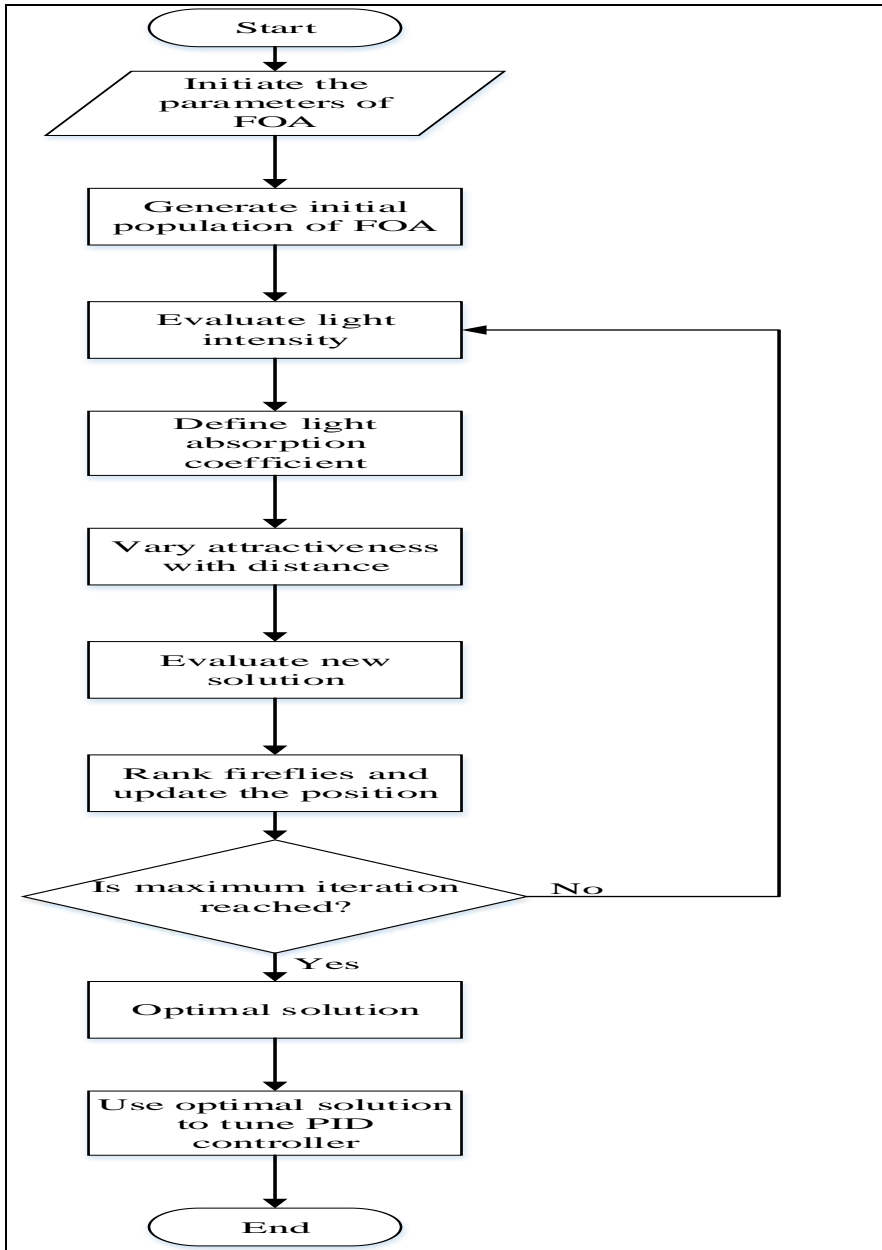 Start
Initiate the
parameters of
FOA
Generate initial
population of FOA
Evaluate light
intensity
Define light
absorption
coefficient
Vary attractiveness
with distance
Evaluate new
solution
Rank fireflies and
update the position
Is maximum iteration
reached?
No
Yes
Optimal solution
Use optimal solution
to tune PID
controller
End